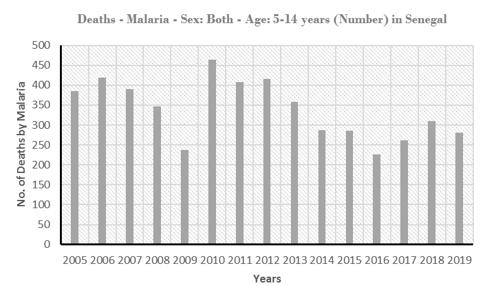 Deaths - Malaria - Sex: Both - Age: 5-14 years (Number) in Senegal
No. of Deaths by Malaria
500
450
400
350
300
250
200
150
100
50
0
2005 2006 2007 2008 2009 2010 2011 2012 2013 2014 2015 2016 2017 2018 2019
Years